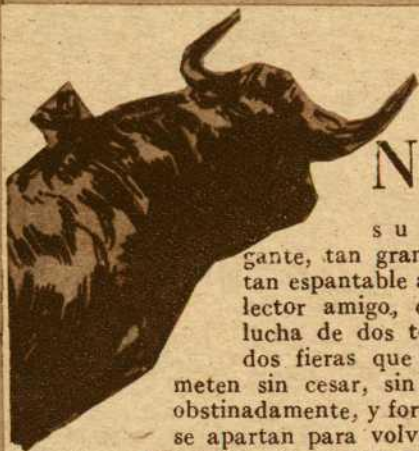 N
su
gante, tan gran
tan espantable a
lector amigo,
lucha de dos t
dos fieras que
meten sin cesar, sin
obstinadamente, y for
se apartan para volv